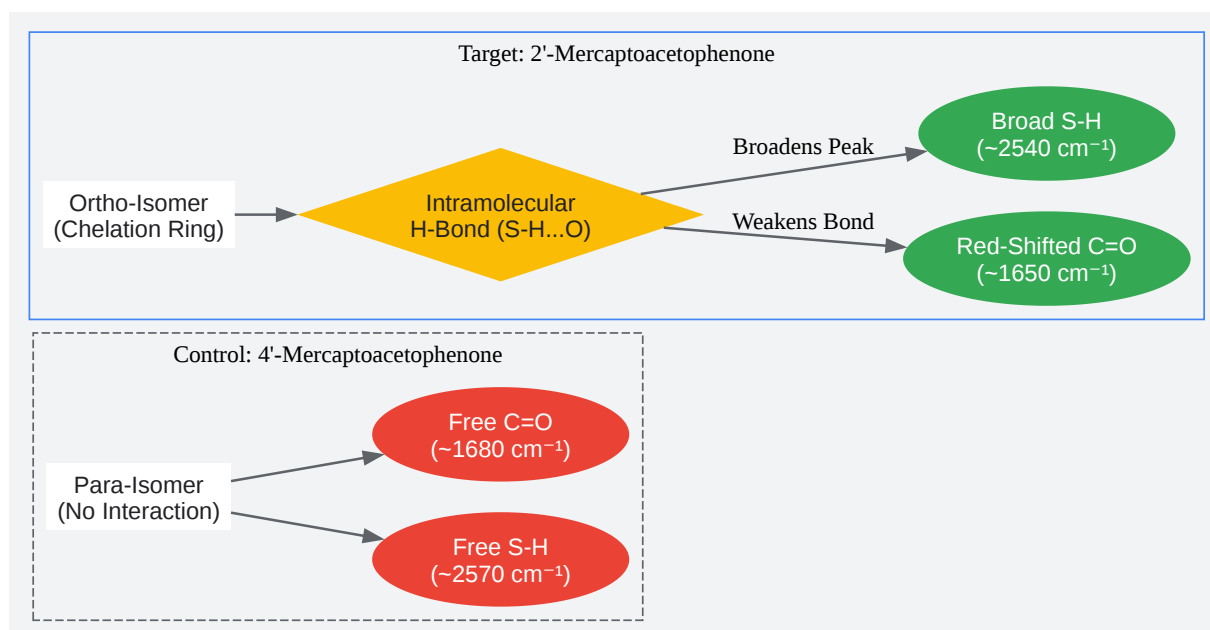 Target: 2'-Mercaptoacetophenone
Ortho-Isomer
(Chelation Ring)
Intramolecular
H-Bond (S-H...O)
Broadens Peak
Weakens Bond
Broad S-H
(~2540 cm⁻¹)
Red-Shifted C=O
(~1650 cm⁻¹)
Control: 4'-Mercaptoacetophenone
Para-Isomer
(No Interaction)
Free C=O
(~1680 cm⁻¹)
Free S-H
(~2570 cm⁻¹)